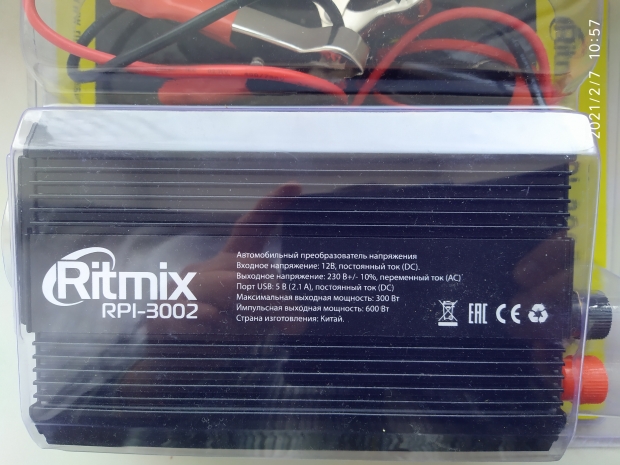 Ritmix
2021/2/7 10:57
Ritmix
RPI-3002
Автомобильный преобразователь напряжения
Входное напряжение: 12В, постоянный ток (DC).
Выходное напряжение: 230 В+/- 10%, переменный ток (AC)
Порт USB: 5 В (2.1 А), постоянный ток (DC)
Максимальная выходная мощность: 300 Вт
Импульсная выходная мощность: 600 Вт
Страна изготовления: Китай.
EAC CE